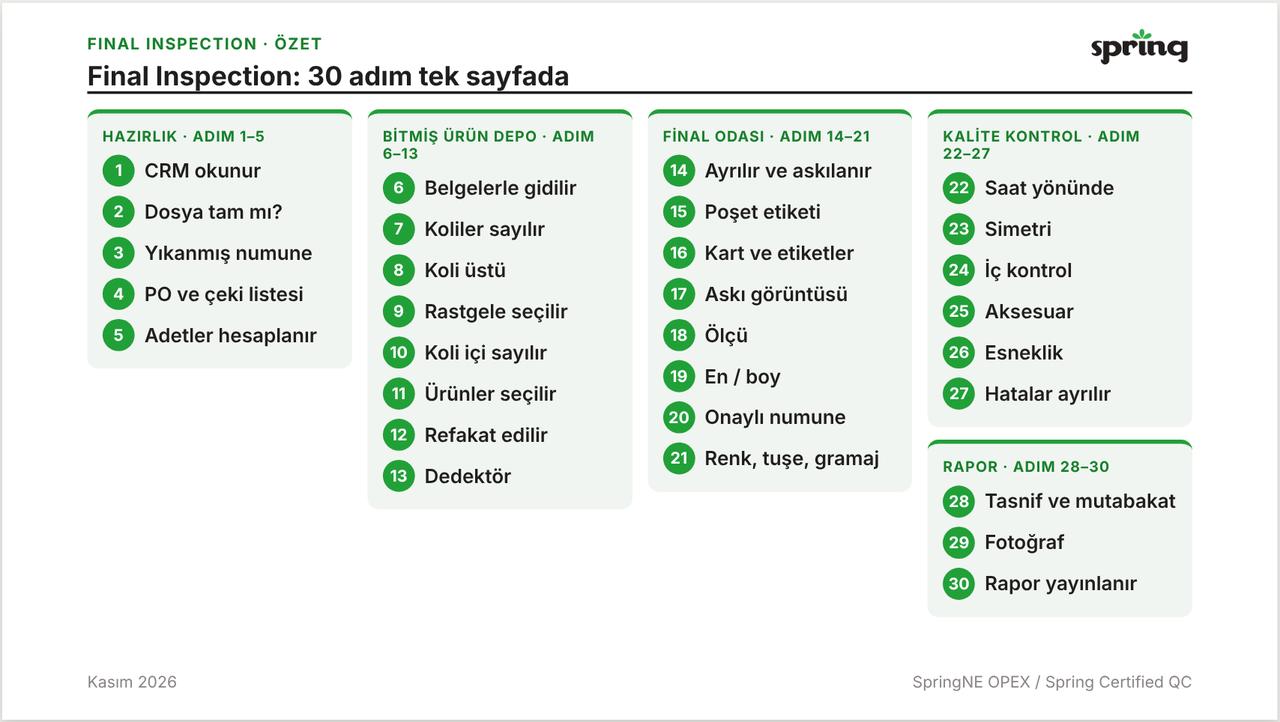 FINAL INSPECTION · ÖZET
spring
Final Inspection: 30 adım tek sayfada
HAZIRLIK · ADIM 1–5
1 CRM okunur
2 Dosya tam mı?
3 Yıkanmış numune
4 PO ve çeki listesi
5 Adetler hesaplanır
BİTMİŞ ÜRÜN DEPO · ADIM
6–13
6 Belgelerle gidilir
7 Koliler sayılır
8 Koli üstü
9 Rastgele seçilir
10 Koli içi sayılır
11 Ürünler seçilir
12 Refakat edilir
13 Dedektör
FİNAL ODASI · ADIM 14–21
14 Ayrılır ve askılanır
15 Poşet etiketi
16 Kart ve etiketler
17 Askı görüntüsü
18 Ölçü
19 En / boy
20 Onaylı numune
21 Renk, tuşe, gramaj
KALİTE KONTROL · ADIM
22–27
22 Saat yönünde
23 Simetri
24 İç kontrol
25 Aksesuar
26 Esneklik
27 Hatalar ayrılır
RAPOR · ADIM 28–30
28 Tasnif ve mutabakat
29 Fotoğraf
30 Rapor yayınlanır
Kasım 2026
SpringNE OPEX / Spring Certified QC